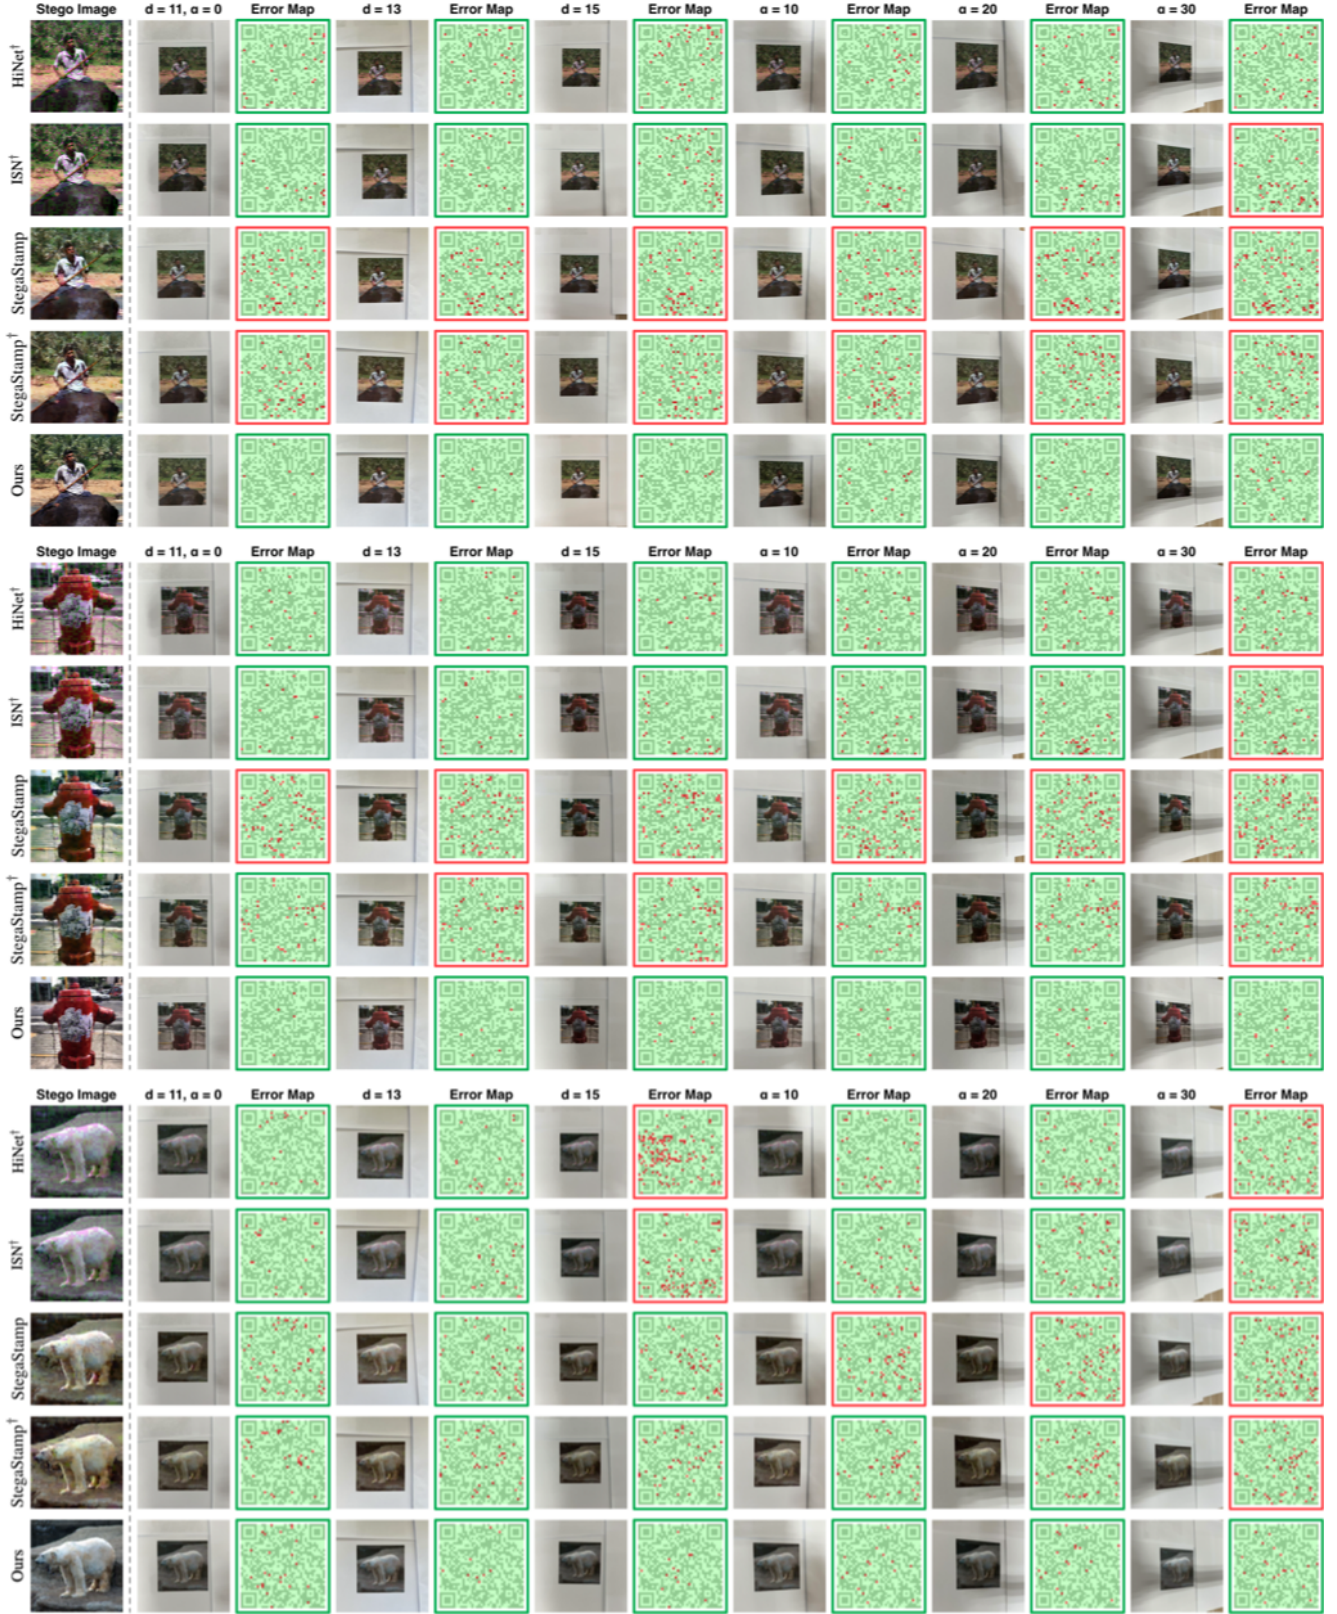 Stego Image d = 11, α = 0 Error Map d = 13 Error Map d = 15 Error Map α = 10 Error Map α = 20 Error Map α = 30 Error Map
HiNet†
ISN†
StegaStamp
StegaStamp†
Ours
Stego Image d = 11, α = 0 Error Map d = 13 Error Map d = 15 Error Map α = 10 Error Map α = 20 Error Map α = 30 Error Map
HiNet†
ISN†
StegaStamp
StegaStamp†
Ours
Stego Image d = 11, α = 0 Error Map d = 13 Error Map d = 15 Error Map α = 10 Error Map α = 20 Error Map α = 30 Error Map
HiNet†
ISN†
StegaStamp
StegaStamp†
Ours